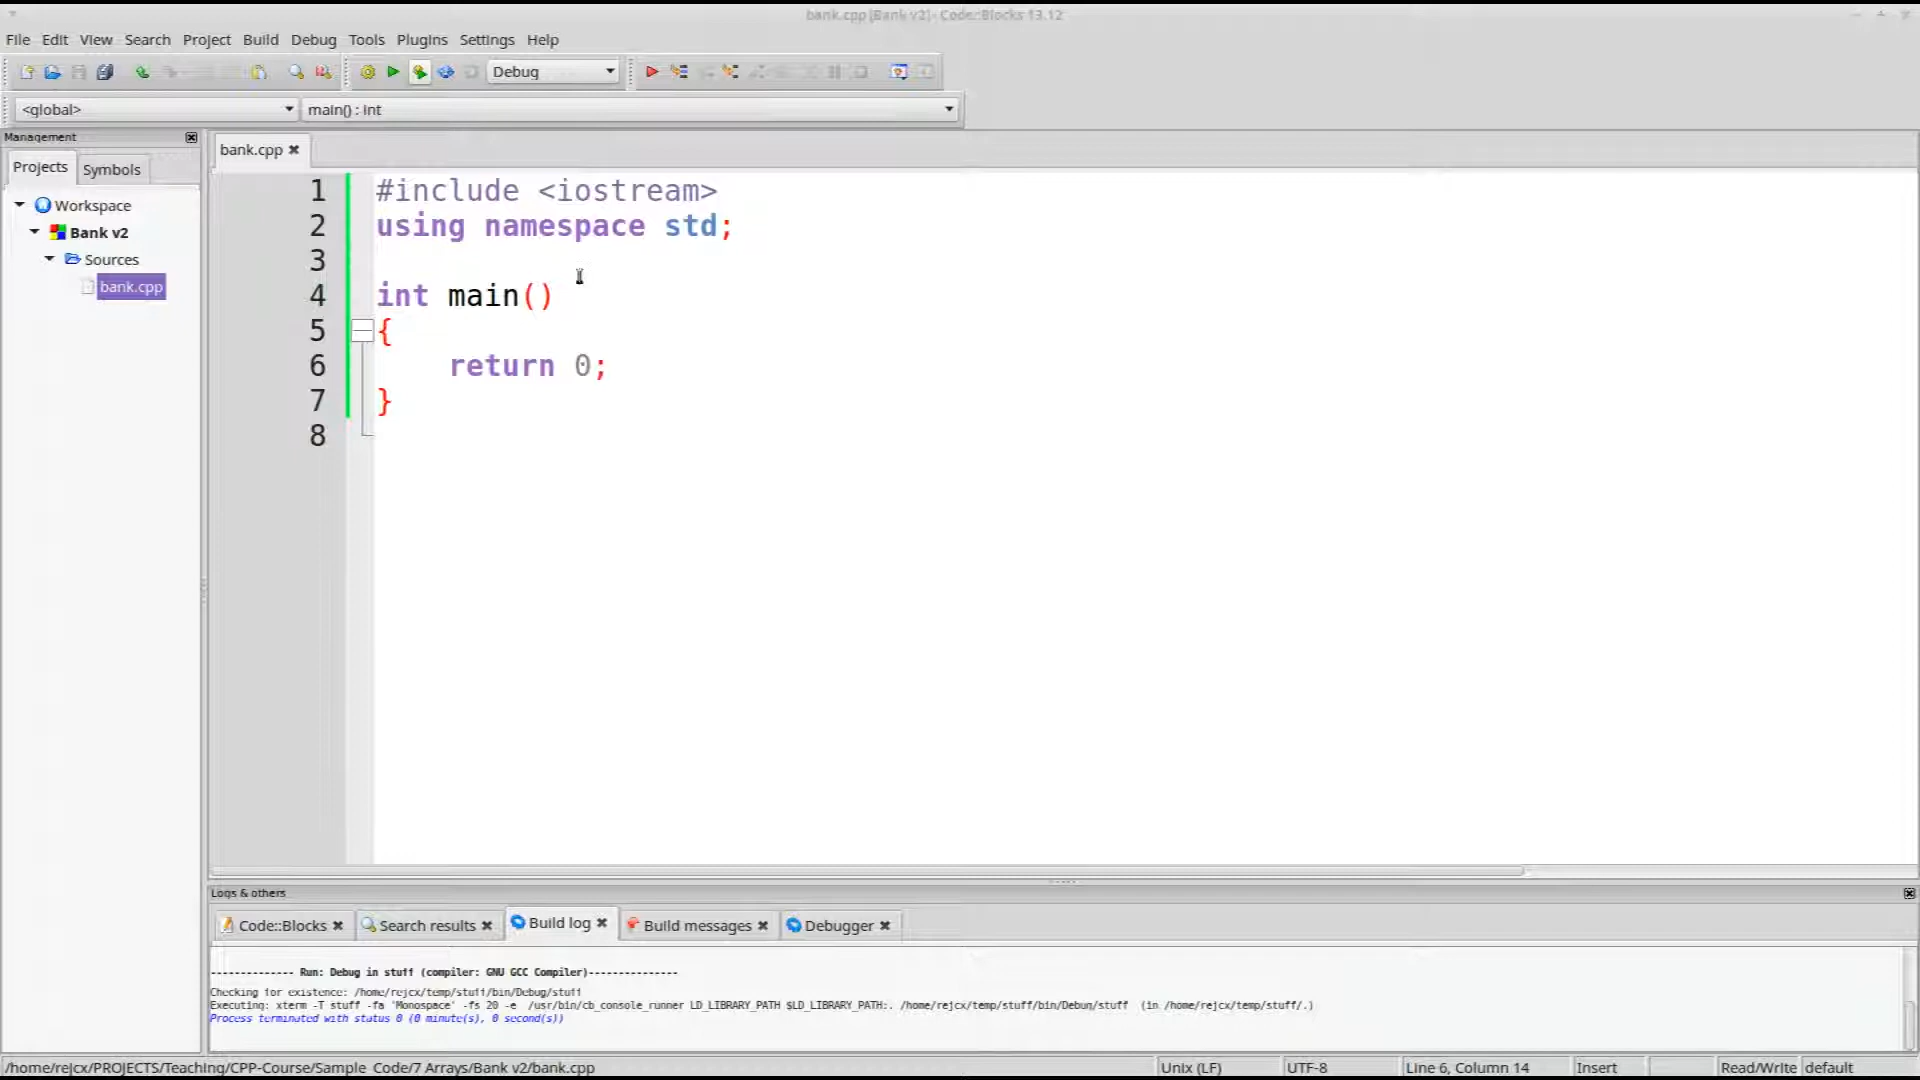 bank.cpp [Bank v2] - Code::Blocks 13.12
File Edit View Search Project Build Debug Tools Plugins Settings Help
Debug
<global> main() : int
Management
Projects Symbols
Workspace
Bank v2
Sources
bank.cpp
bank.cpp
1 #include <iostream>
2 using namespace std;
3
4 int main()
5 {
6 return 0;
7 }
8
Logs & others
Code::Blocks Search results Build log Build messages Debugger
-------------- Run: Debug in stuff (compiler: GNU GCC Compiler)---------------
Checking for existence: /home/rejcx/temp/stuff/bin/Debug/stuff
Executing: xterm -T stuff -fa 'Monospace' -fs 20 -e /usr/bin/cb_console_runner LD_LIBRARY_PATH $LD_LIBRARY_PATH:. /home/rejcx/temp/stuff/bin/Debug/stuff (in /home/rejcx/temp/stuff/.)
Process terminated with status 0 (0 minute(s), 0 second(s))
/home/rejcx/PROJECTS/Teaching/CPP-Course/Sample Code/7 Arrays/Bank v2/bank.cpp Unix (LF) UTF-8 Line 6, Column 14 Insert Read/Write default